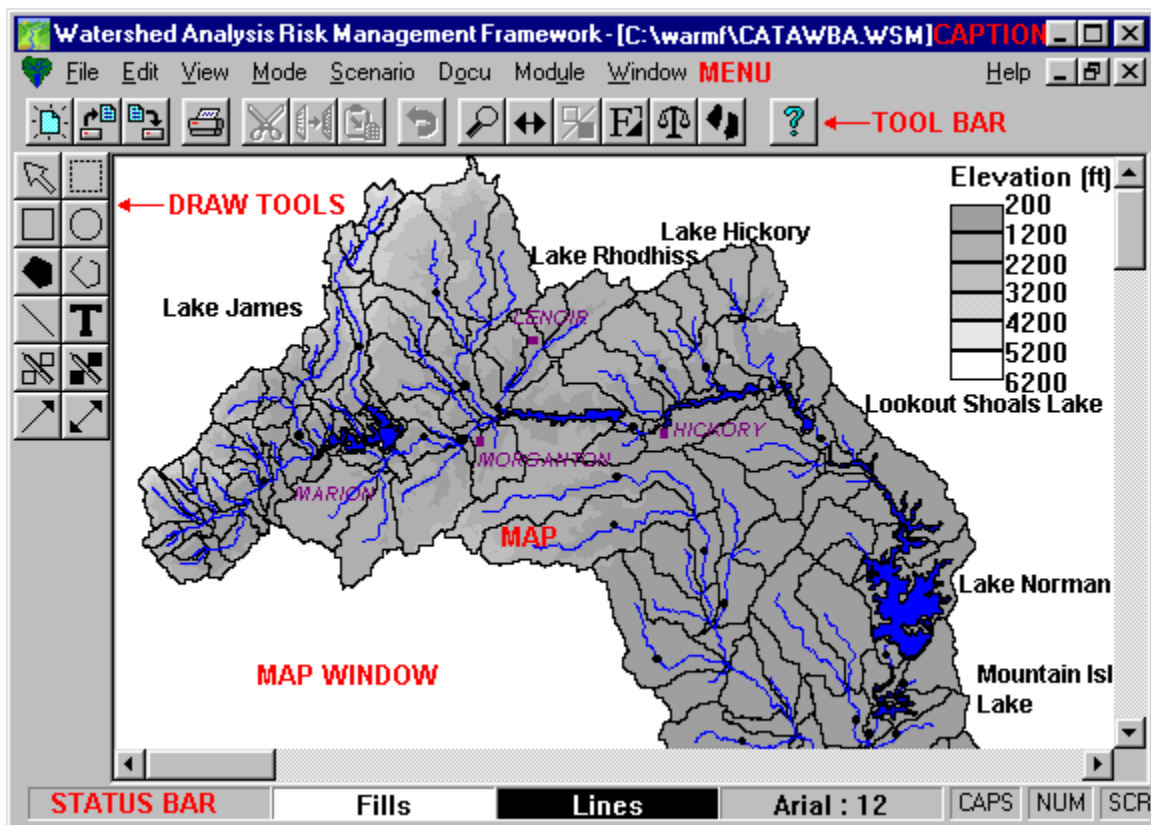 Watershed Analysis Risk Management Framework - [C:\warmf\CATAWBA.WSM] CAPTION
File Edit View Mode Scenario Docu Module Window MENU Help
F ? TOOL BAR
DRAW TOOLS
T
Elevation (ft)
200
1200
2200
3200
4200
5200
6200
Lake Hickory
Lake Rhodhiss
Lake James
LENOIR
Lookout Shoals Lake
HICKORY
MORGANTON
MARION
MAP
Lake Norman
MAP WINDOW
Mountain Isl
Lake
STATUS BAR Fills Lines Arial : 12 CAPS NUM SCR